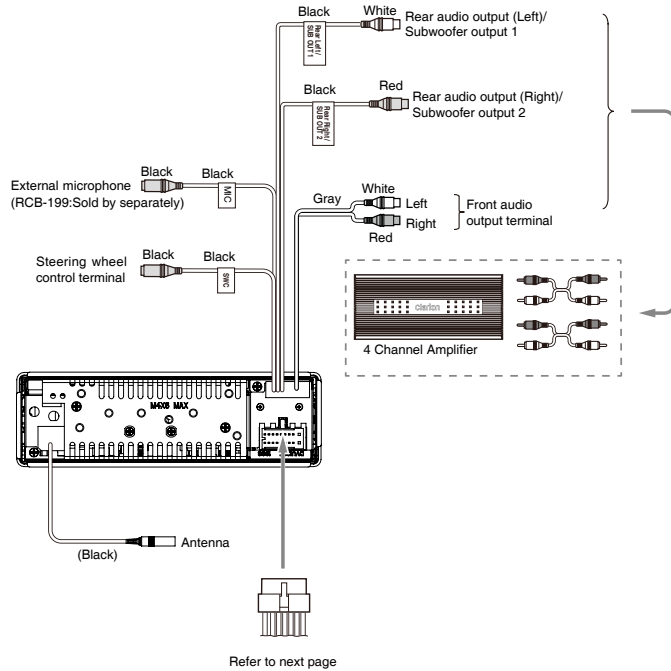 Black
White
Rear audio output (Left)/
Subwoofer output 1
Rear Left/
SUB OUT 1
Black
Red
Rear audio output (Right)/
Subwoofer output 2
Rear Right/
SUB OUT 2
External microphone
(RCB-199:Sold by separately)
Black
Black
MIC
Gray
White
Left
Right
Red
Front audio
output terminal
Steering wheel
control terminal
Black
Black
SWC
Clarion
4 Channel Amplifier
M4X6 MAX
(Black)
Antenna
Refer to next page